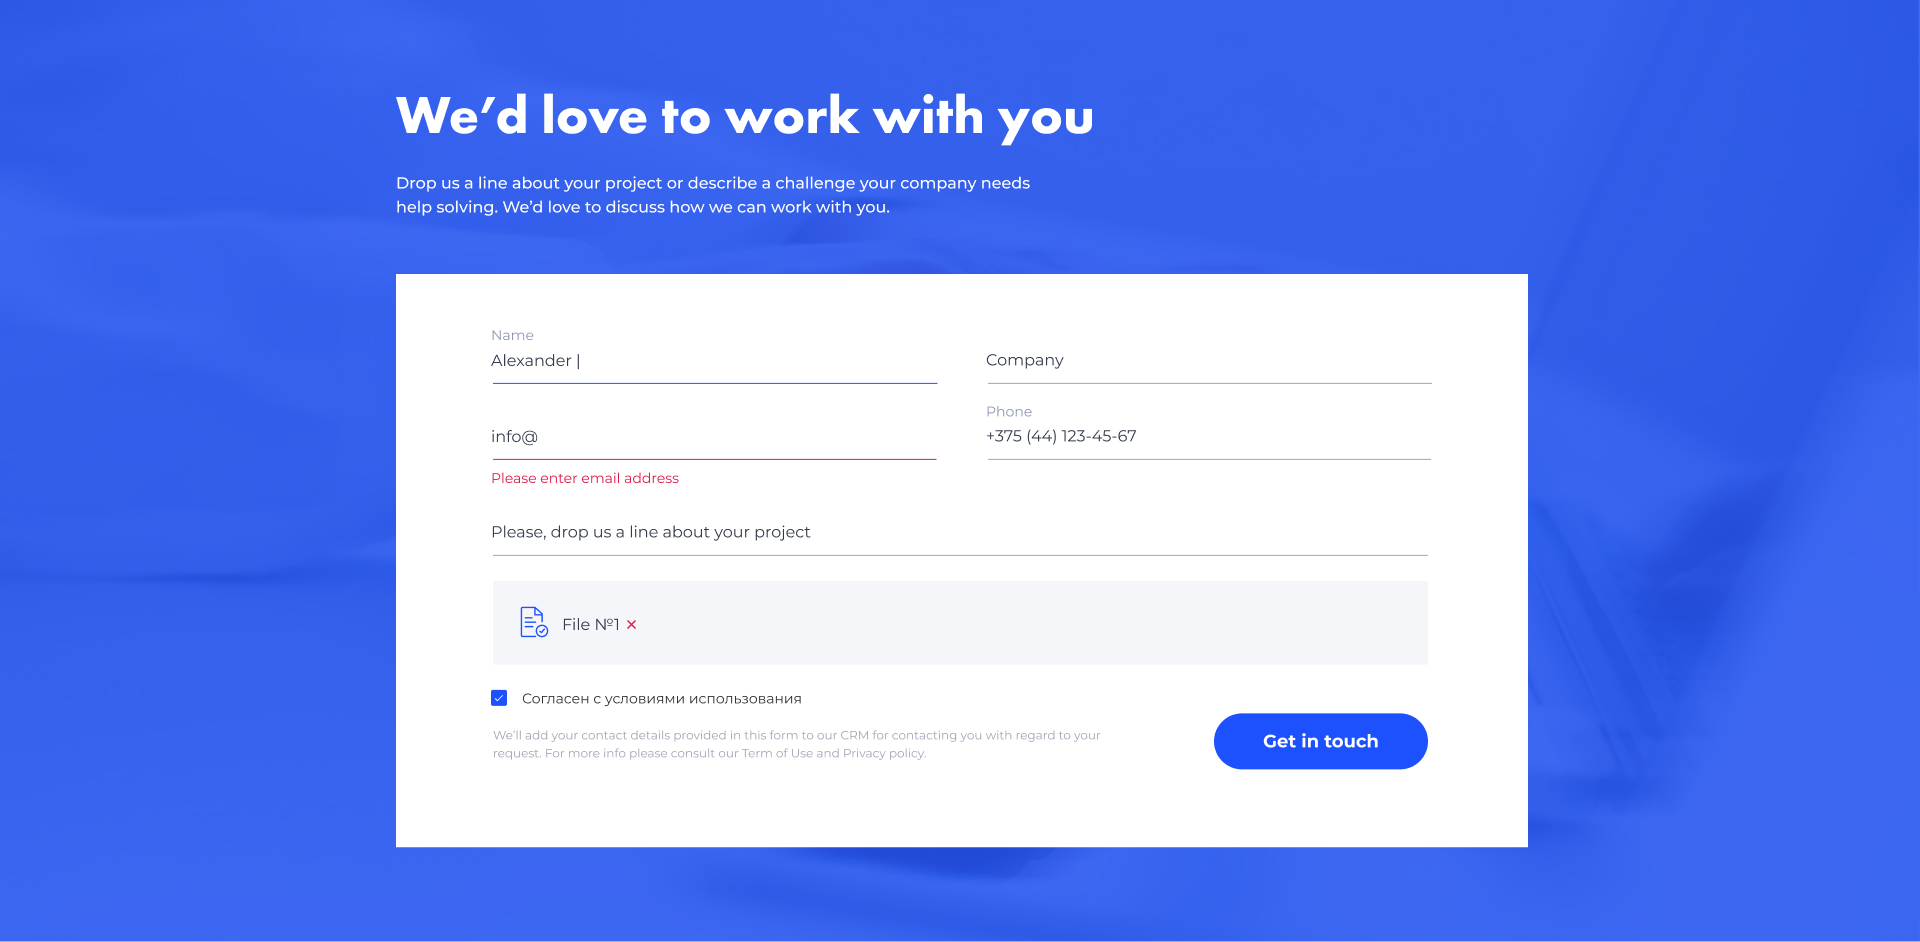 We’d love to work with you
Drop us a line about your project or describe a challenge your company needs
help solving. We’d love to discuss how we can work with you.
Name
Alexander |
Company
info@
Phone
+375 (44) 123-45-67
Please enter email address
Please, drop us a line about your project
File №1
Согласен с условиями использования
We’ll add your contact details provided in this form to our CRM for contacting you with regard to your
request. For more info please consult our Term of Use and Privacy policy.
Get in touch